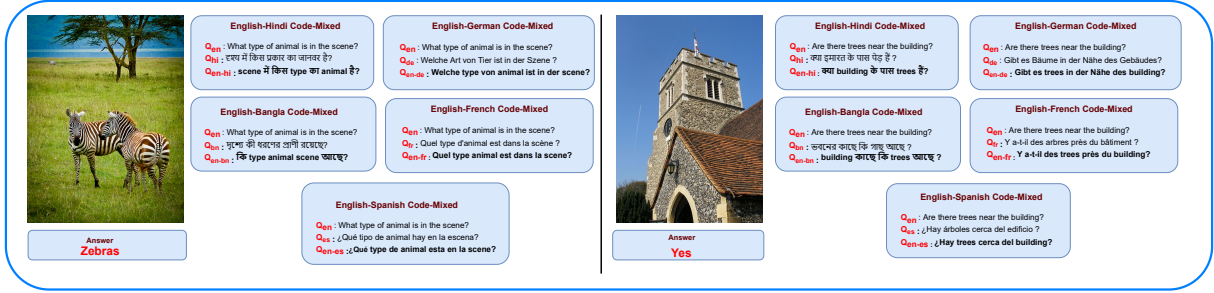 English-Hindi Code-Mixed
Qen : What type of animal is in the scene?
Qhi : दृश्य में किस प्रकार का जानवर है?
Qen-hi : scene में किस type का animal है?
English-German Code-Mixed
Qen : What type of animal is in the scene?
Qde : Welche Art von Tier ist in der Szene ?
Qen-de : Welche type von animal ist in der scene?
English-Bangla Code-Mixed
Qen : What type of animal is in the scene?
Qbn : দৃশ্যে কী ধরণের প্রাণী রয়েছে?
Qen-bn : কি type animal scene আছে?
English-French Code-Mixed
Qen : What type of animal is in the scene?
Qfr : Quel type d'animal est dans la scène ?
Qen-fr : Quel type animal est dans la scene?
English-Spanish Code-Mixed
Qen : What type of animal is in the scene?
Qes : ¿Qué tipo de animal hay en la escena?
Qen-es :¿Qué type de animal esta en la scene?
Answer
Zebras
English-Hindi Code-Mixed
Qen : Are there trees near the building?
Qhi : क्या इमारत के पास पेड़ हैं ?
Qen-hi : क्या building के पास trees हैं?
English-German Code-Mixed
Qen : Are there trees near the building?
Qde : Gibt es Bäume in der Nähe des Gebäudes?
Qen-de : Gibt es trees in der Nähe des building?
English-Bangla Code-Mixed
Qen : Are there trees near the building?
Qbn : ভবনের কাছে কি গাছ আছে ?
Qen-bn : building কাছে কি trees আছে ?
English-French Code-Mixed
Qen : Are there trees near the building?
Qfr : Y a-t-il des arbres près du bâtiment ?
Qen-fr : Y a-t-il des trees près du building?
English-Spanish Code-Mixed
Qen : Are there trees near the building?
Qes : ¿Hay árboles cerca del edificio ?
Qen-es : ¿Hay trees cerca del building?
Answer
Yes